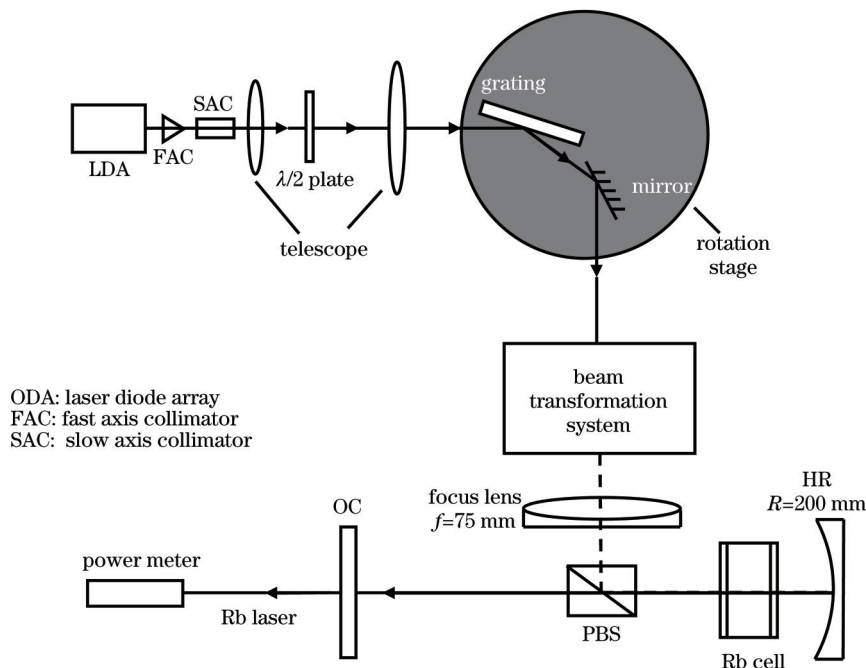 LDA
FAC
SAC
λ/2 plate
telescope
grating
mirror
rotation
stage
beam
transformation
system
ODA: laser diode array
FAC: fast axis collimator
SAC: slow axis collimator
focus lens
f=75 mm
HR
R=200 mm
OC
power meter
Rb laser
PBS
Rb cell